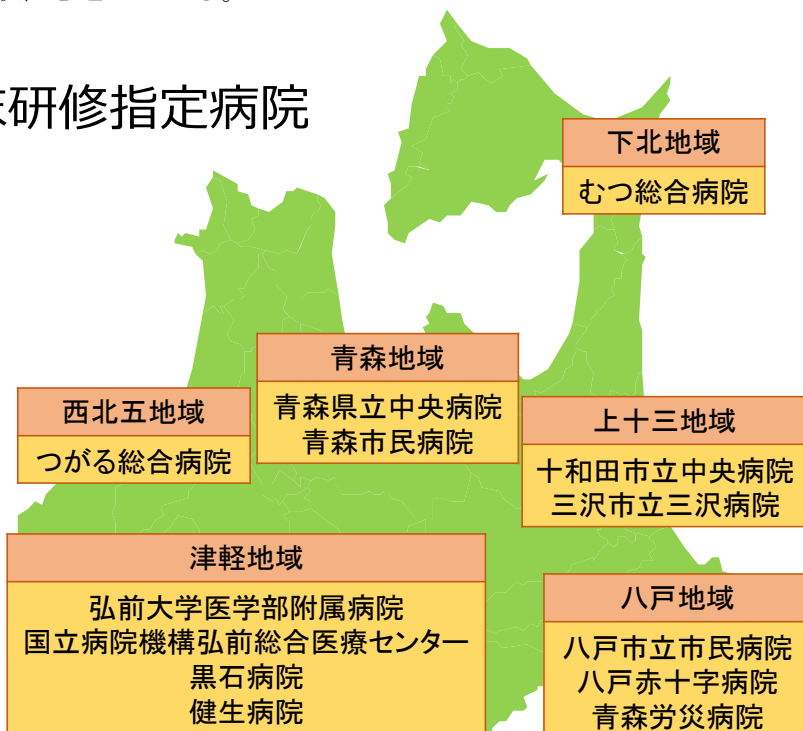 研修指定病院
下北地域
むつ総合病院
青森地域
青森県立中央病院
青森市民病院
西北五地域
つがる総合病院
上十三地域
十和田市立中央病院
三沢市立三沢病院
津軽地域
弘前大学医学部附属病院
国立病院機構弘前総合医療センター
黒石病院
健生病院
八戸地域
八戸市立市民病院
八戸赤十字病院
青森労災病院